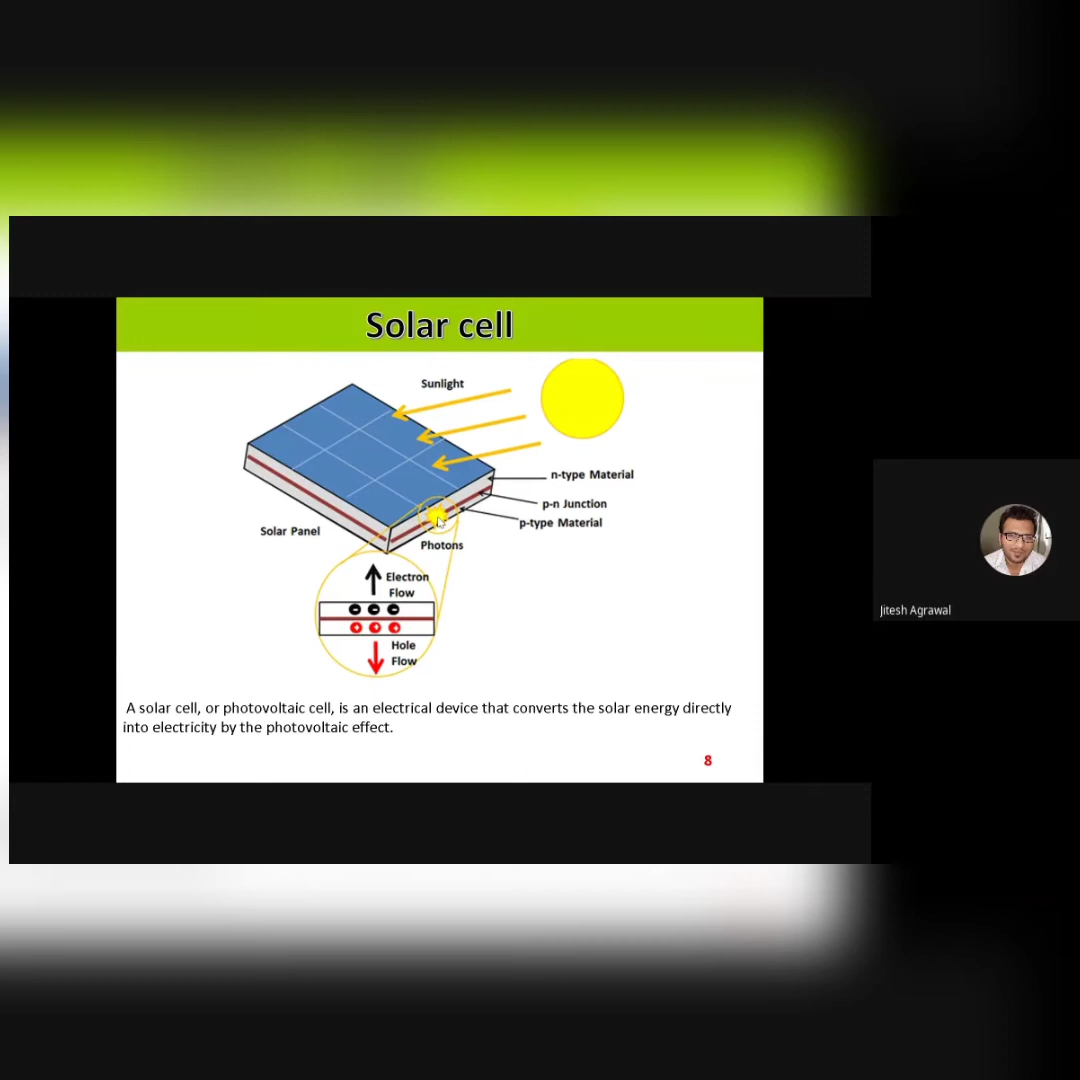 Solar cell
Sunlight
n-type Material
p-n Junction
p-type Material
Solar Panel
Photons
Electron
Flow
Hole
Flow
A solar cell, or photovoltaic cell, is an electrical device that converts the solar energy directly
into electricity by the photovoltaic effect.
8
Jitesh Agrawal